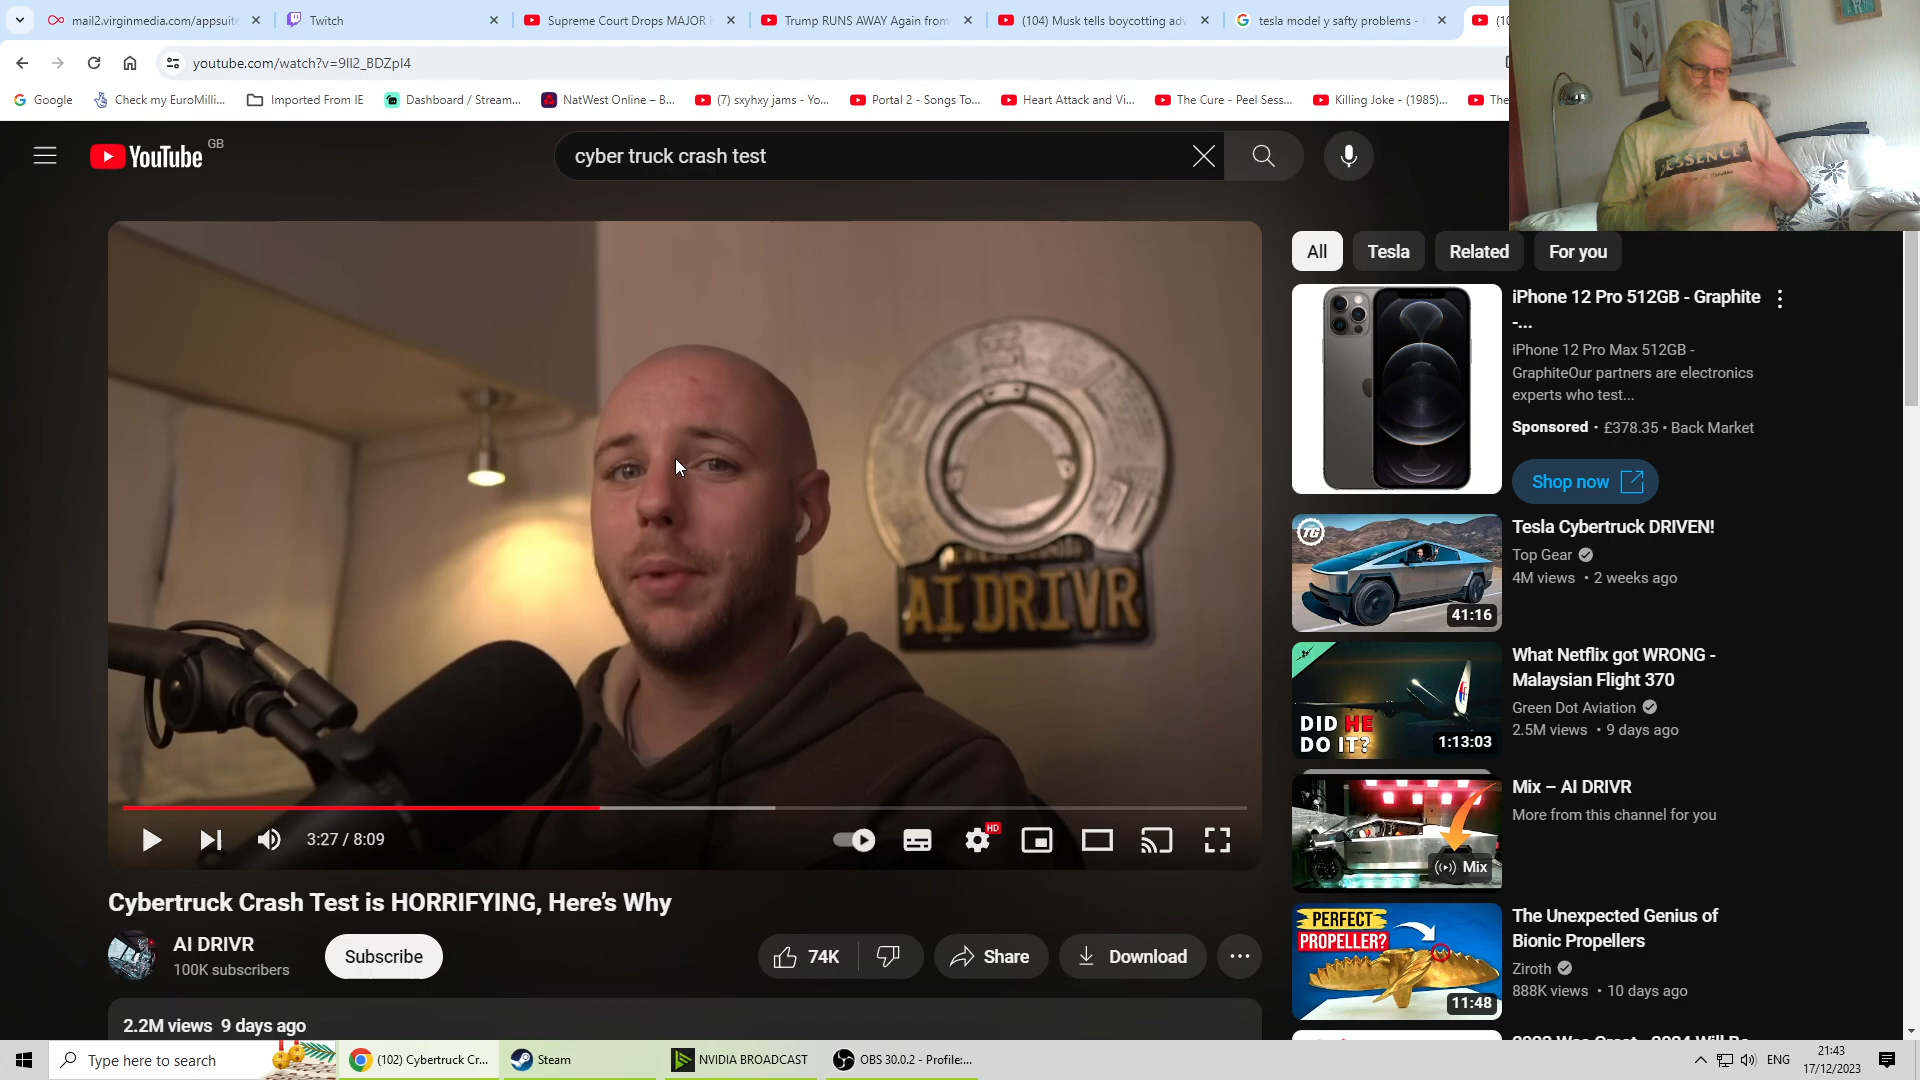 mail2.virginmedia.com/appsuit
Twitch
Supreme Court Drops MAJOR
Trump RUNS AWAY Again from
(104) Musk tells boycotting adv
tesla model y safty problems -
youtube.com/watch?v=9Il2_BDZpI4
Google
Check my EuroMilli...
Imported From IE
Dashboard / Stream...
NatWest Online – B...
(7) sxyhxy jams - Yo...
Portal 2 - Songs To...
Heart Attack and Vi...
The Cure - Peel Sess...
Killing Joke - (1985)...
The
YouTube GB
cyber truck crash test
ESSENCE
All
Tesla
Related
For you
AI DRIVR
iPhone 12 Pro 512GB - Graphite
-...
iPhone 12 Pro Max 512GB -
GraphiteOur partners are electronics
experts who test...
Sponsored • £378.35 • Back Market
Shop now
TG
41:16
Tesla Cybertruck DRIVEN!
Top Gear
4M views • 2 weeks ago
DID HE
DO IT?
1:13:03
What Netflix got WRONG -
Malaysian Flight 370
Green Dot Aviation
2.5M views • 9 days ago
Mix
Mix – AI DRIVR
More from this channel for you
PERFECT
PROPELLER?
11:48
The Unexpected Genius of
Bionic Propellers
Ziroth
888K views • 10 days ago
3:27 / 8:09
HD
Cybertruck Crash Test is HORRIFYING, Here's Why
AI DRIVR
100K subscribers
Subscribe
74K
Share
Download
2.2M views 9 days ago
Type here to search
(102) Cybertruck Cr...
Steam
NVIDIA BROADCAST
OBS 30.0.2 - Profile:...
ENG
21:43
17/12/2023